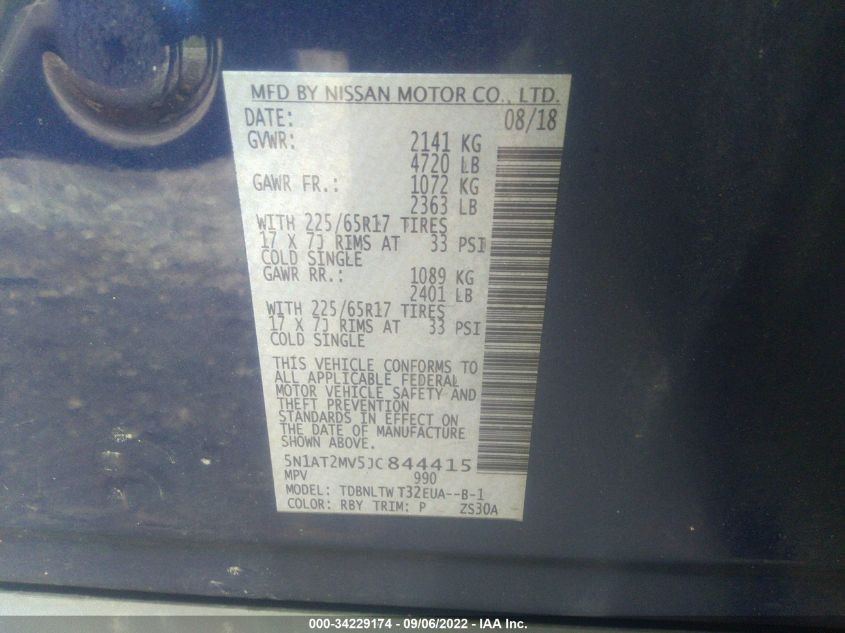 MFD BY NISSAN MOTOR CO., LTD.
DATE: 08/18
GVWR: 2141 KG
4720 LB
GAWR FR.: 1072 KG
2363 LB
WITH 225/65R17 TIRES
17 X 7J RIMS AT 33 PSI
COLD SINGLE
GAWR RR.: 1089 KG
2401 LB
WITH 225/65R17 TIRES
17 X 7J RIMS AT 33 PSI
COLD SINGLE
THIS VEHICLE CONFORMS TO
ALL APPLICABLE FEDERAL
MOTOR VEHICLE SAFETY AND
THEFT PREVENTION
STANDARDS IN EFFECT ON
THE DATE OF MANUFACTURE
SHOWN ABOVE.
5N1AT2MV5JC844415
MPV 990
MODEL: TDBNLTW T32EUA--B-1
COLOR: RBY TRIM: P ZS30A
000-34229174 - 09/06/2022 - IAA Inc.